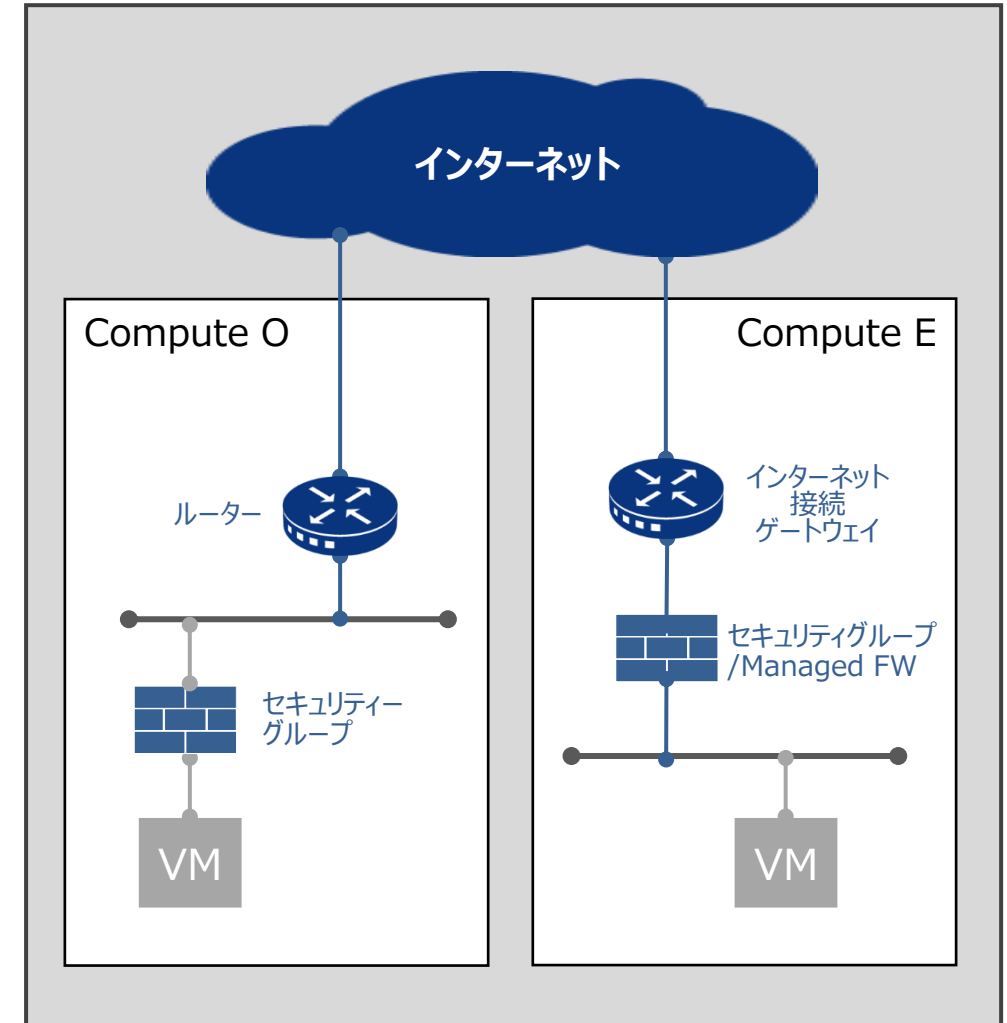 インターネット
Compute O
ルーター
セキュリティー
グループ
VM
Compute E
インターネット
接続
ゲートウェイ
セキュリティグループ
/Managed FW
VM